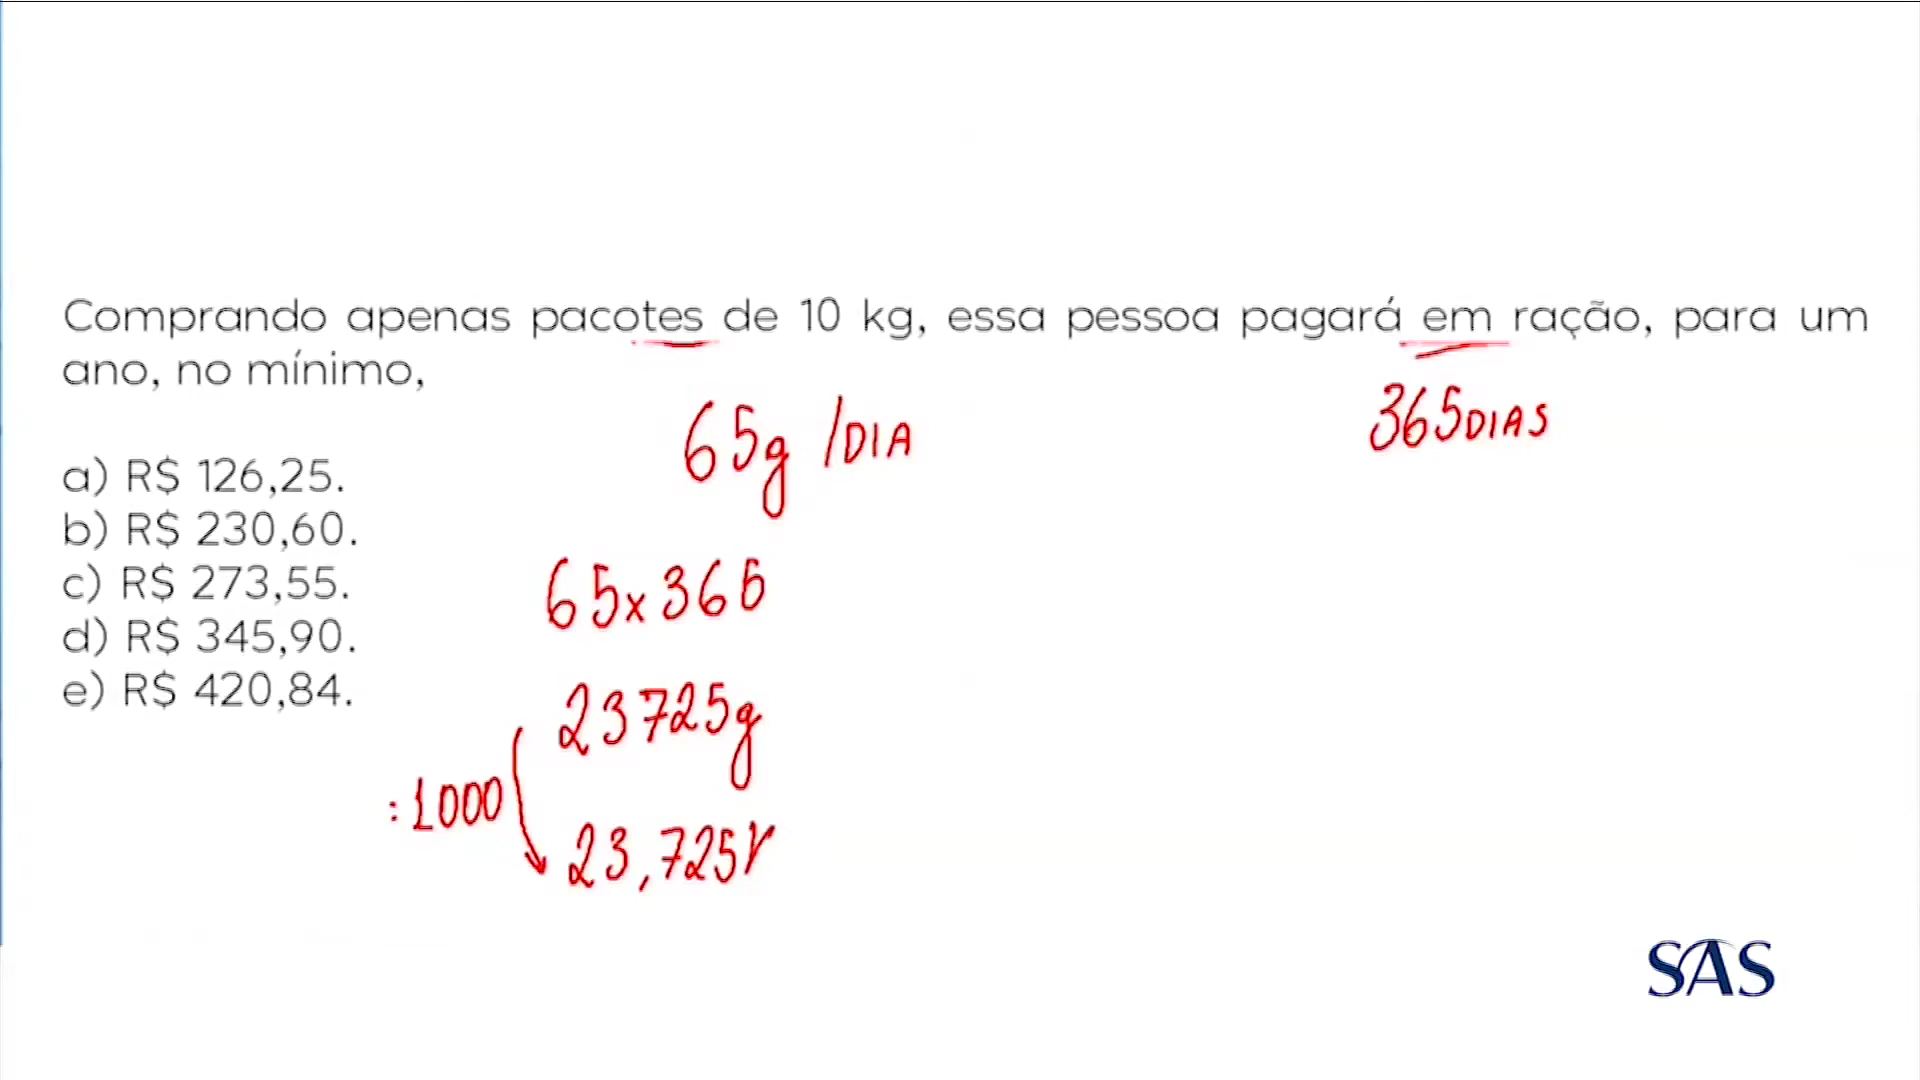 Comprando apenas pacotes de 10 kg, essa pessoa pagará em ração, para um
ano, no mínimo,
65g /DIA
365DIAS
a) R$ 126,25.
b) R$ 230,60.
c) R$ 273,55.
d) R$ 345,90.
e) R$ 420,84.
65x365
23725g
:1000
23,725
SAS